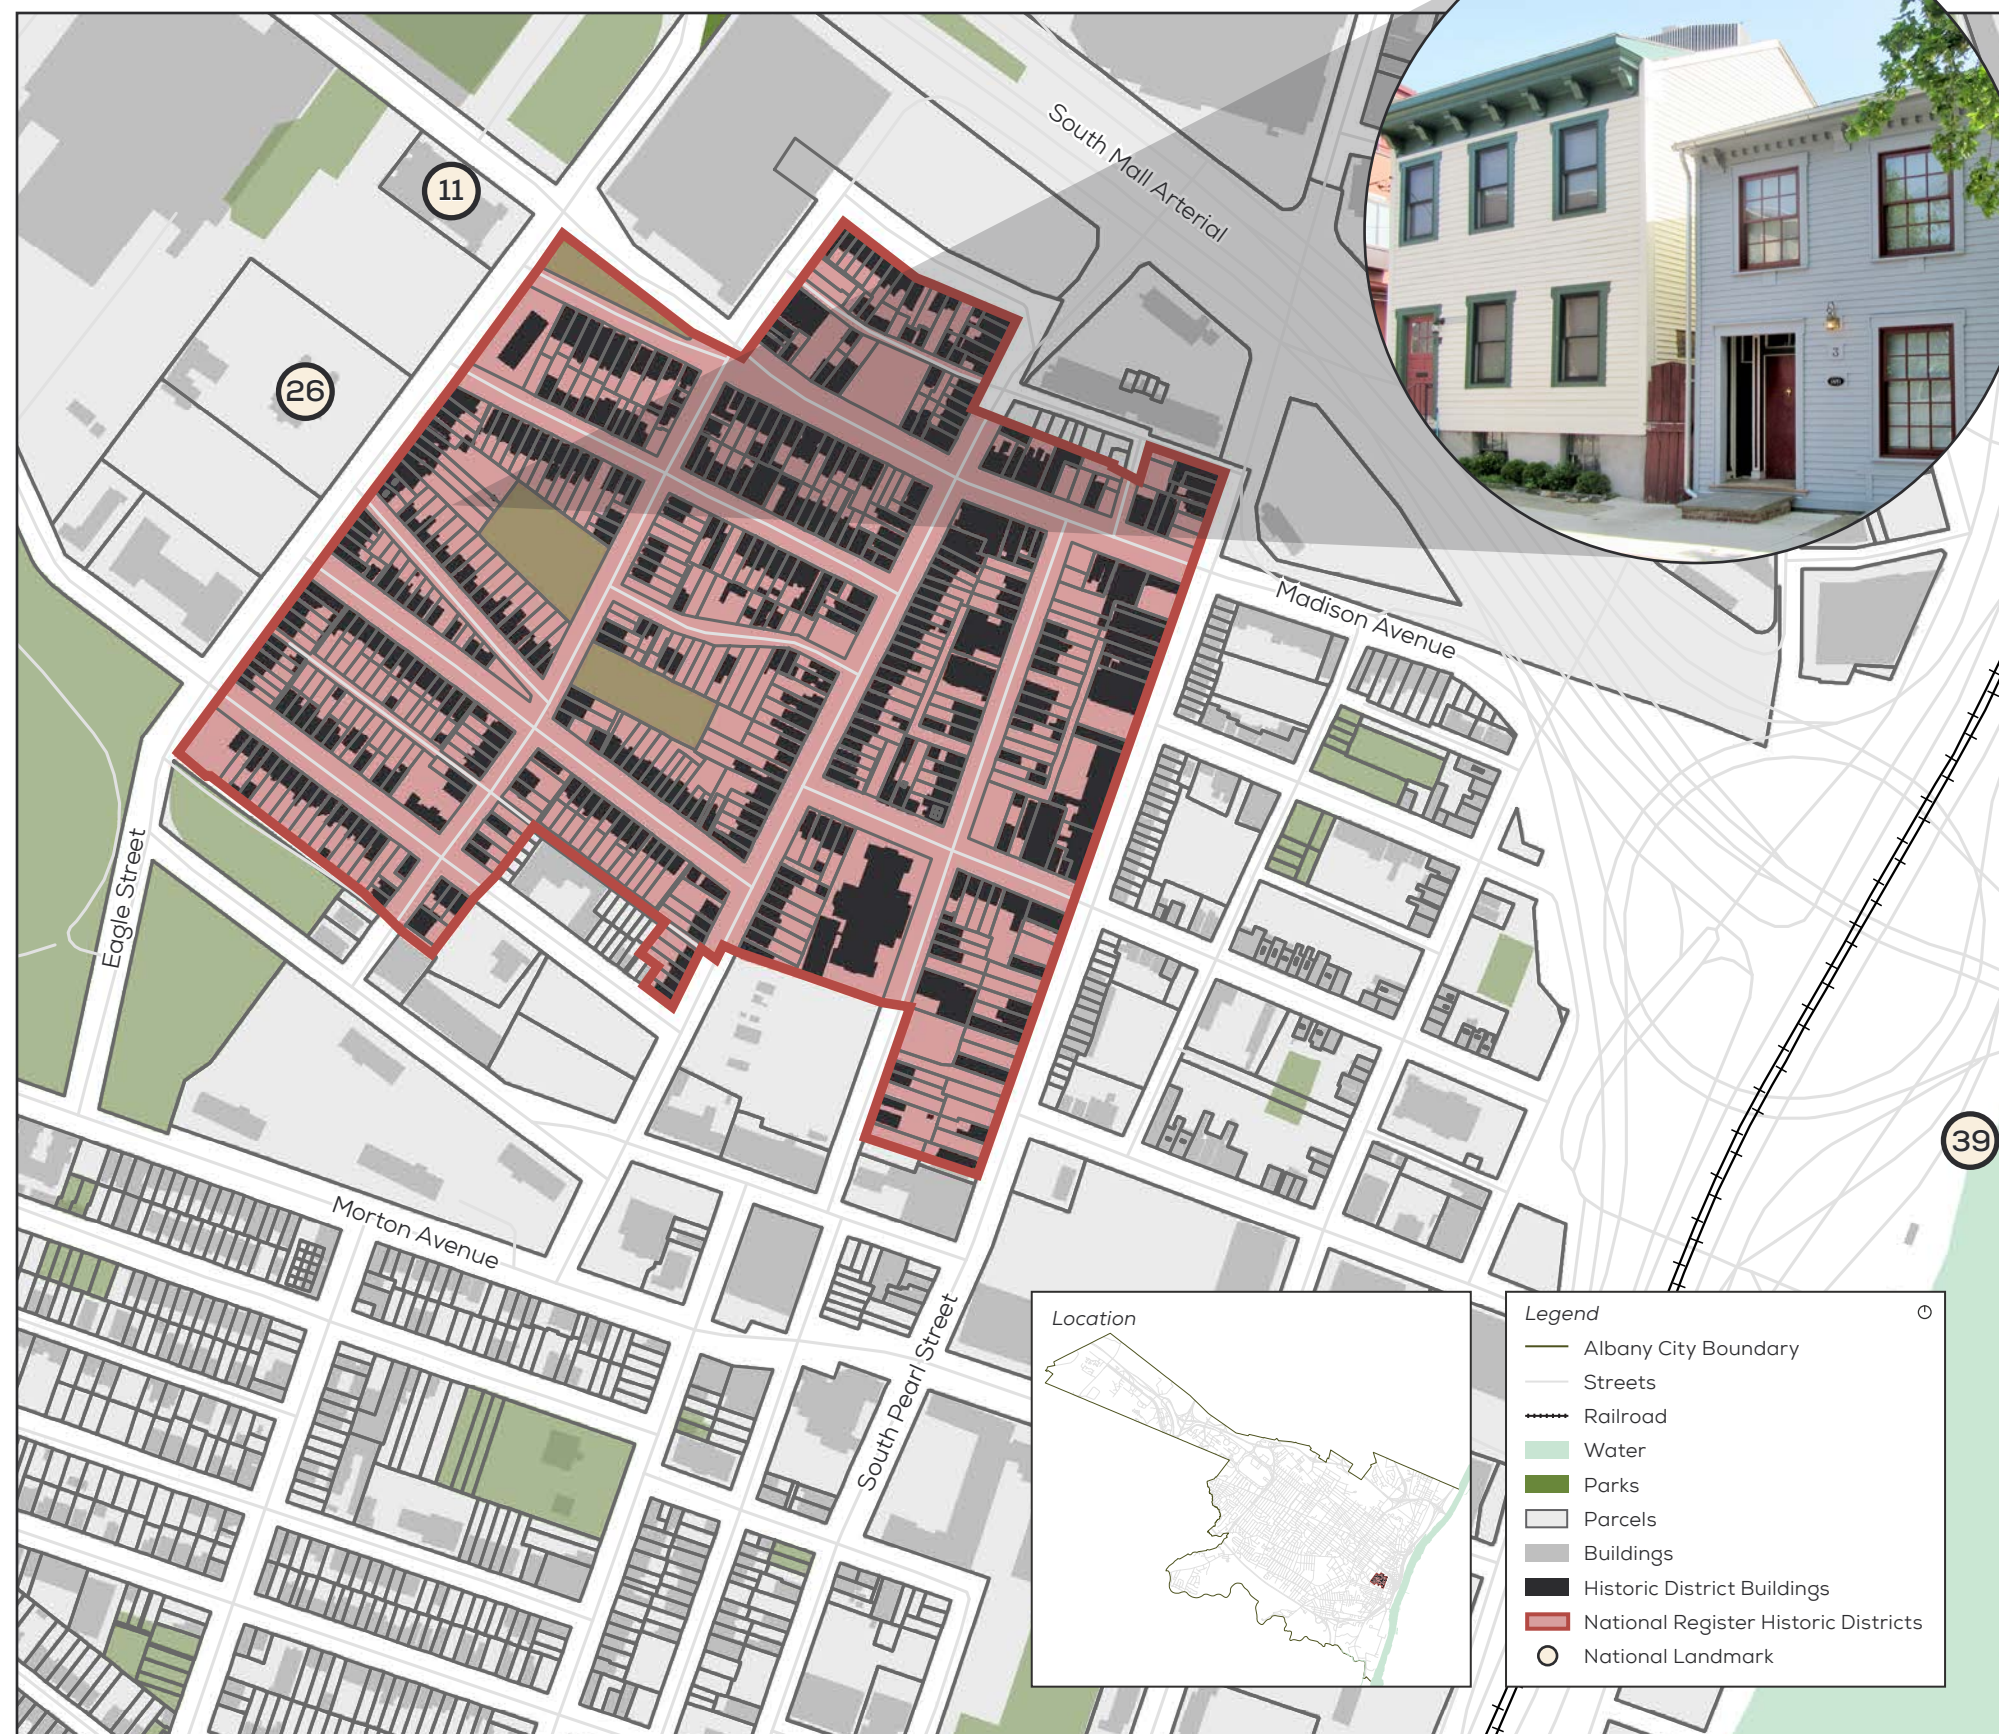 South Mall Arterial
11
26
3
Madison Avenue
Eagle Street
39
Morton Avenue
South Pearl Street
Location
Legend
Albany City Boundary
Streets
Railroad
Water
Parks
Parcels
Buildings
Historic District Buildings
National Register Historic Districts
National Landmark